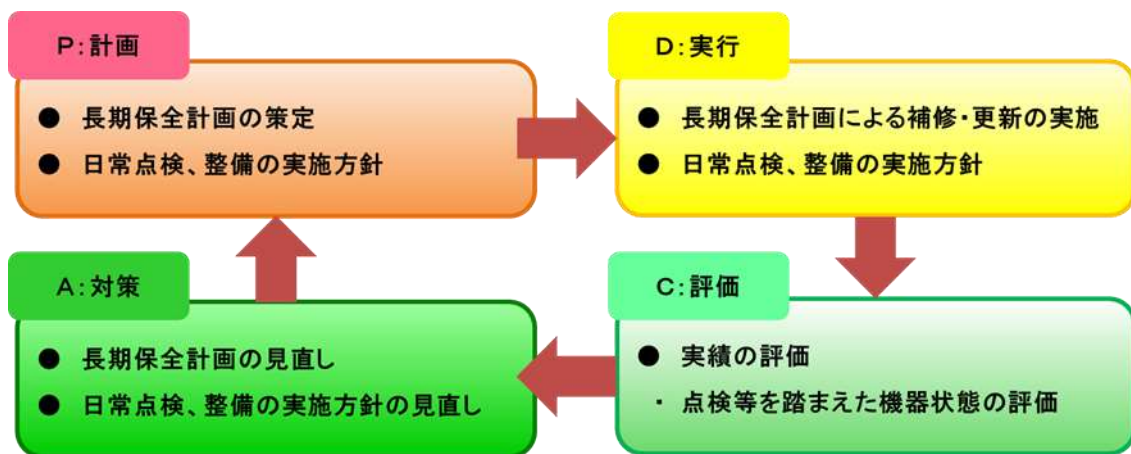 P:計画
● 長期保全計画の策定
● 日常点検、整備の実施方針
D:実行
● 長期保全計画による補修・更新の実施
● 日常点検、整備の実施方針
C:評価
● 実績の評価
・ 点検等を踏まえた機器状態の評価
A:対策
● 長期保全計画の見直し
● 日常点検、整備の実施方針の見直し